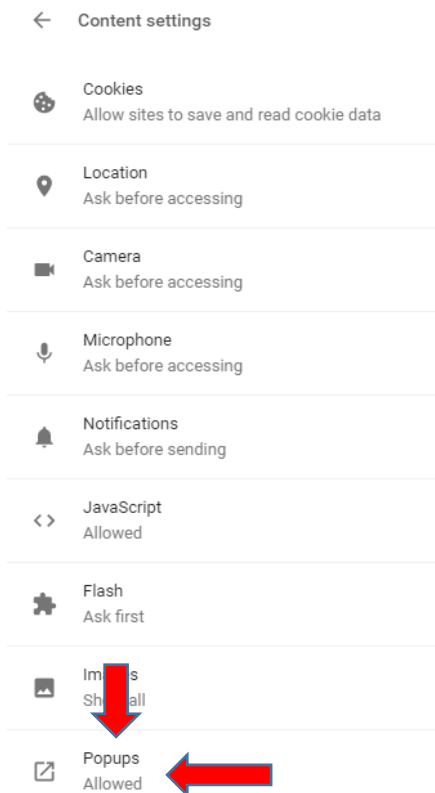 Content settings
Cookies
Allow sites to save and read cookie data
Location
Ask before accessing
Camera
Ask before accessing
Microphone
Ask before accessing
Notifications
Ask before sending
JavaScript
Allowed
Flash
Ask first
Popups
Allowed